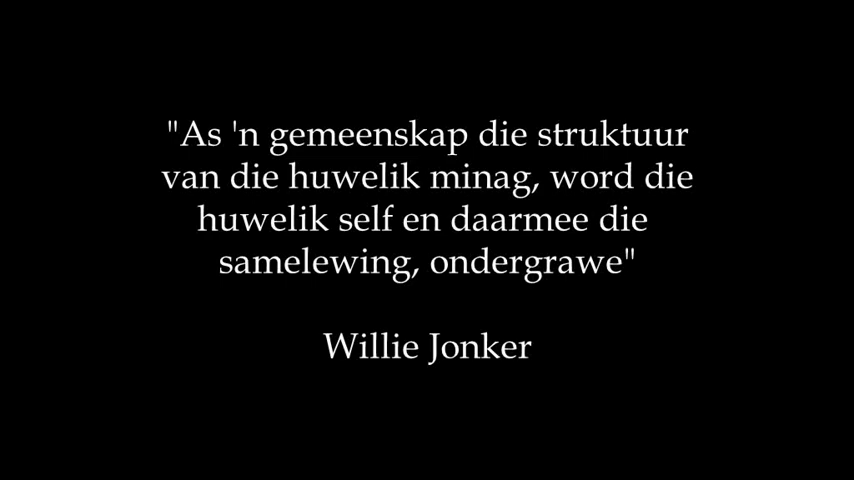 "As 'n gemeenskap die struktuur
van die huwelik minag, word die
huwelik self en daarmee die
samelewing, ondergrawe"
Willie Jonker